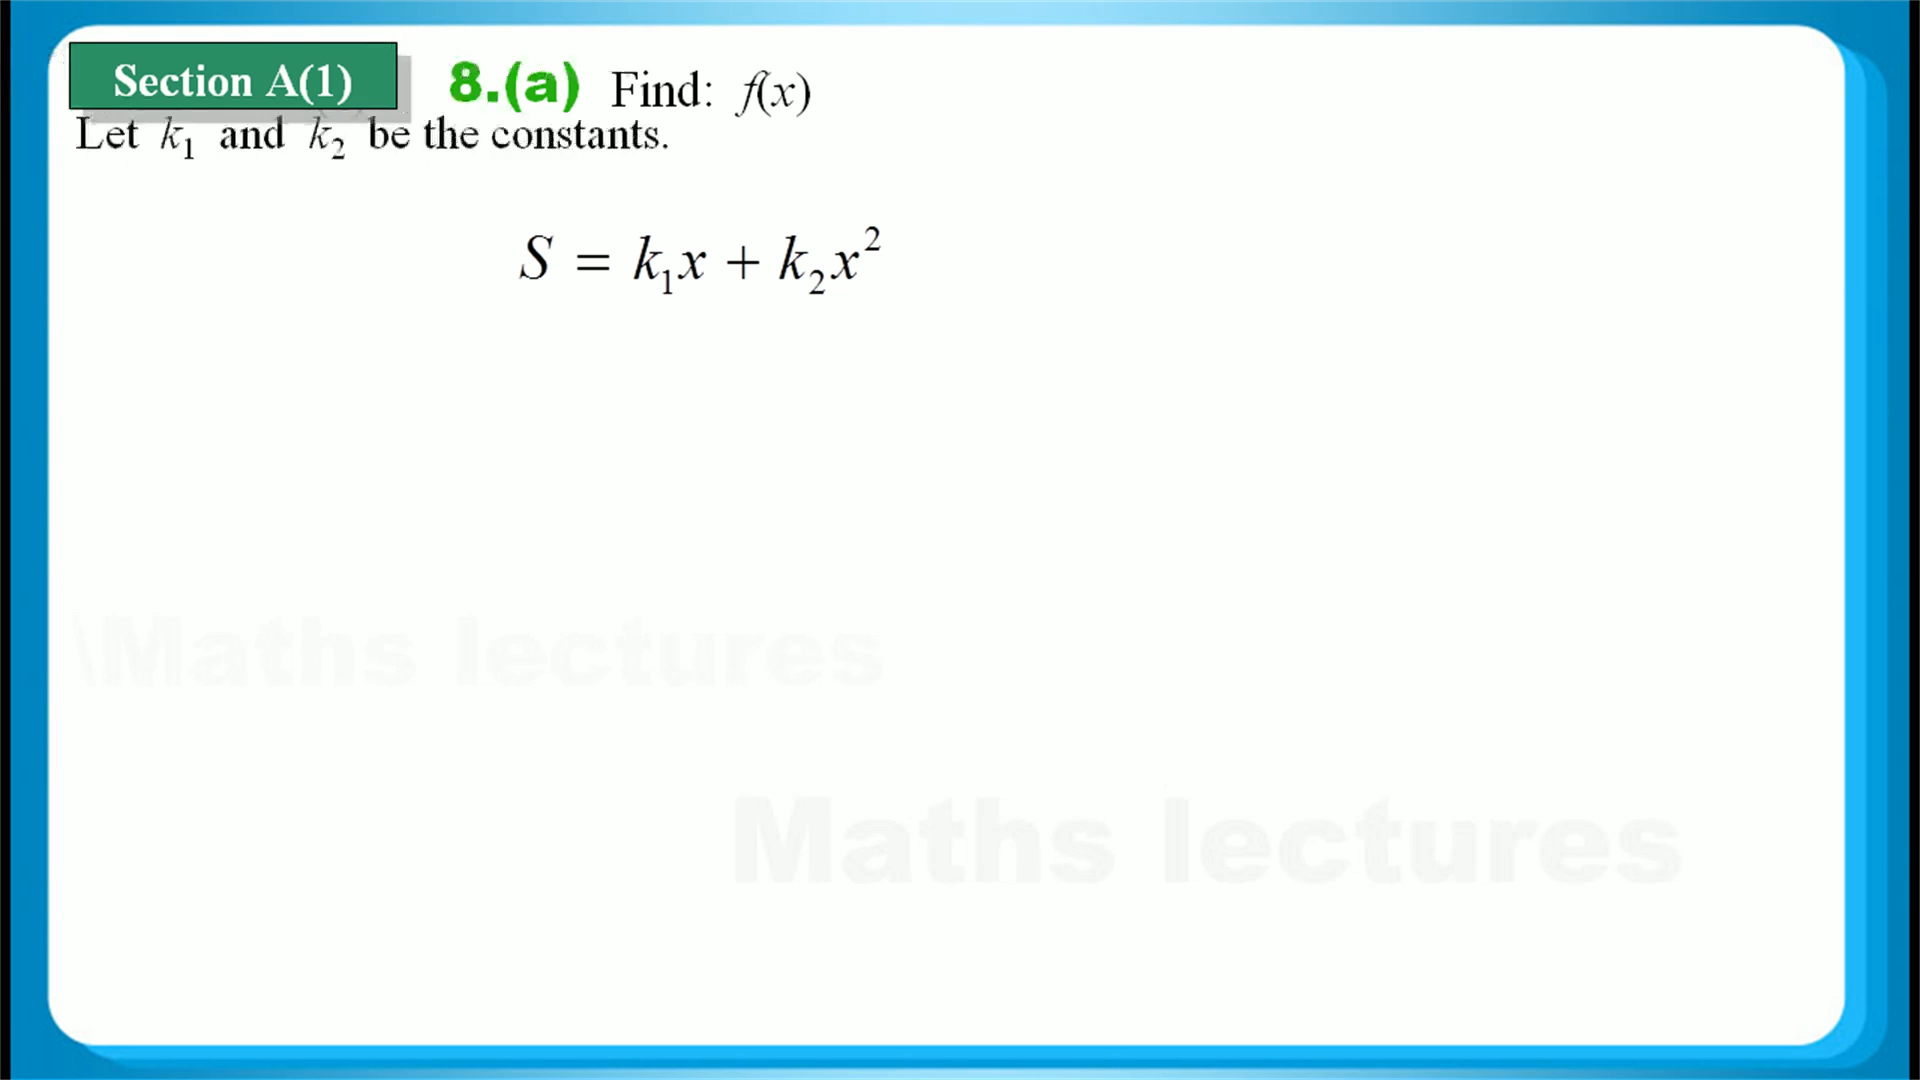 Section A(1) 8.(a) Find: f(x)
Let k₁ and k₂ be the constants.
S = k₁x + k₂x²
\Maths lectures
Maths lectures